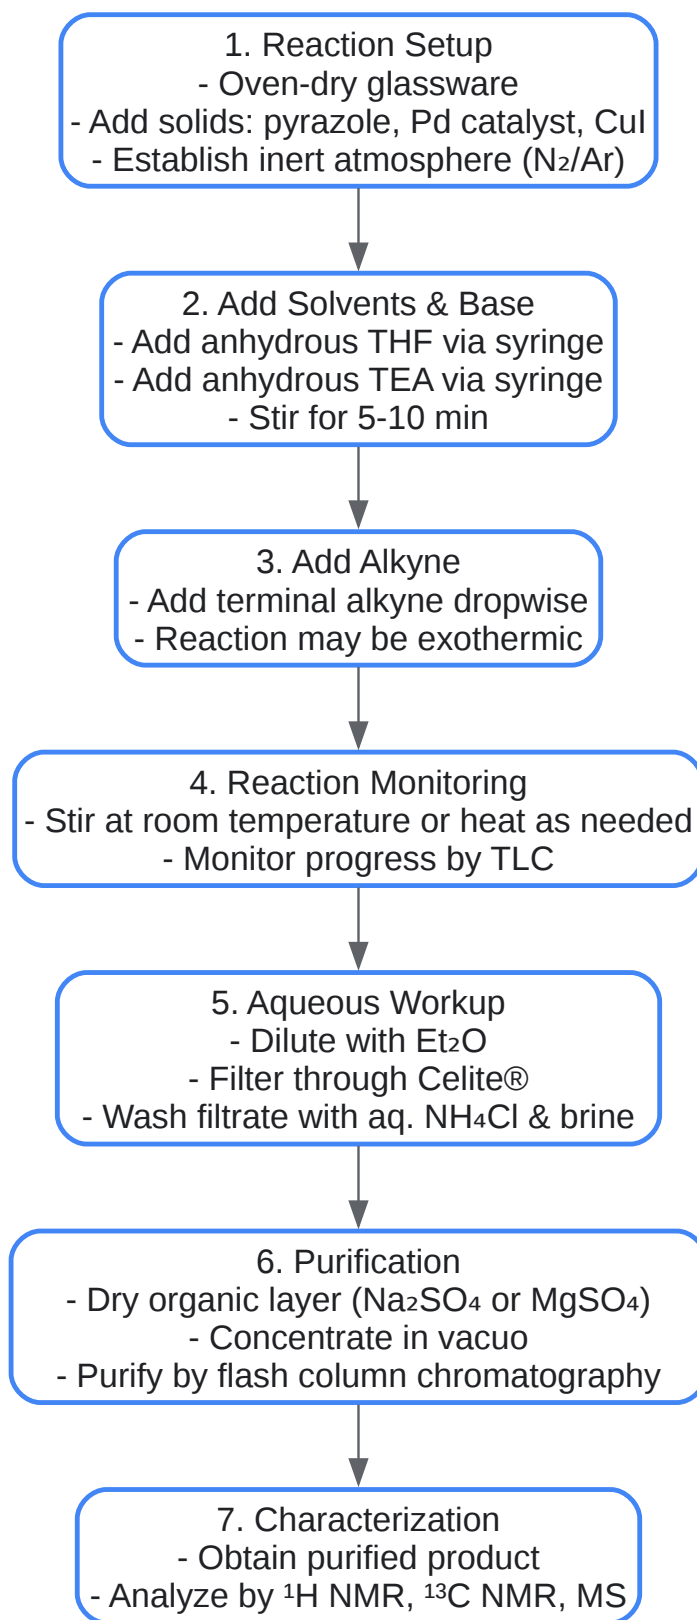 1. Reaction Setup
- Oven-dry glassware
- Add solids: pyrazole, Pd catalyst, CuI
- Establish inert atmosphere (N₂/Ar)
2. Add Solvents & Base
- Add anhydrous THF via syringe
- Add anhydrous TEA via syringe
- Stir for 5-10 min
3. Add Alkyne
- Add terminal alkyne dropwise
- Reaction may be exothermic
4. Reaction Monitoring
- Stir at room temperature or heat as needed
- Monitor progress by TLC
5. Aqueous Workup
- Dilute with Et₂O
- Filter through Celite®
- Wash filtrate with aq. NH₄Cl & brine
6. Purification
- Dry organic layer (Na₂SO₄ or MgSO₄)
- Concentrate in vacuo
- Purify by flash column chromatography
7. Characterization
- Obtain purified product
- Analyze by ¹H NMR, ¹³C NMR, MS